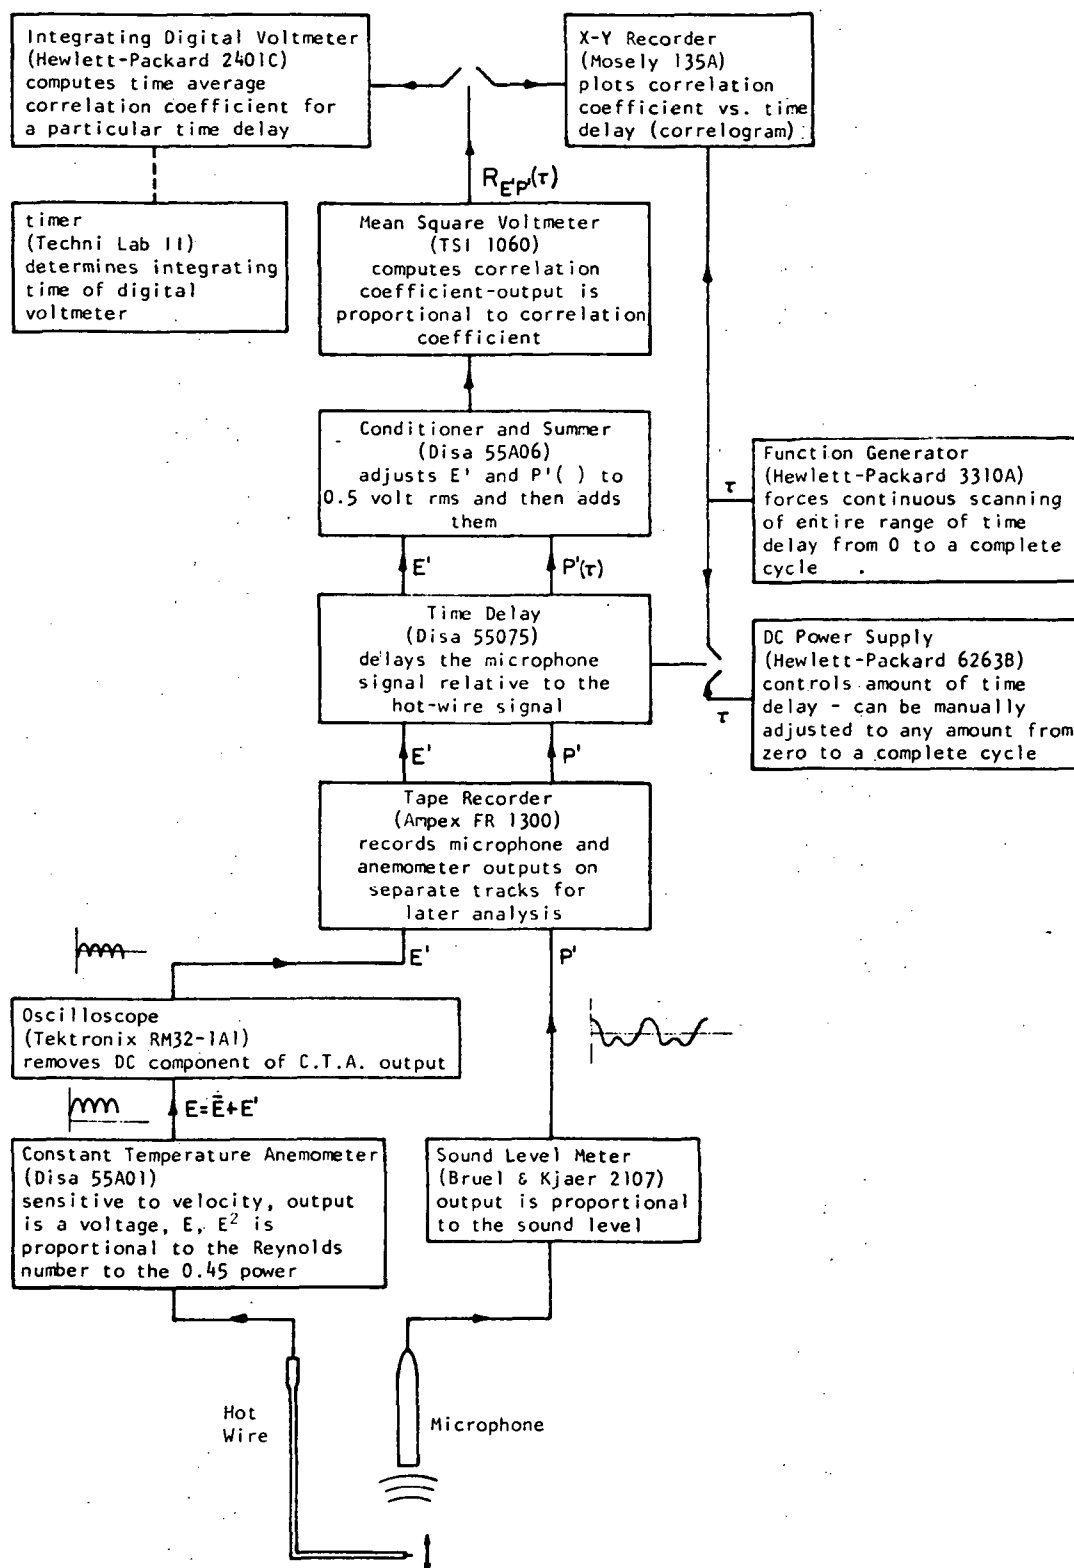 Integrating Digital Voltmeter
(Hewlett-Packard 2401C)
computes time average
correlation coefficient for
a particular time delay
X-Y Recorder
(Mosely 135A)
plots correlation
coefficient vs. time
delay (correlogram)
R_{E'P'}(τ)
timer
(Techni Lab II)
determines integrating
time of digital
voltmeter
Mean Square Voltmeter
(TSI 1060)
computes correlation
coefficient-output is
proportional to correlation
coefficient
Conditioner and Summer
(Disa 55A06)
adjusts E' and P'( ) to
0.5 volt rms and then adds
them
Function Generator
(Hewlett-Packard 3310A)
forces continuous scanning
of entire range of time
delay from 0 to a complete
cycle
τ
E'
P'(τ)
Time Delay
(Disa 55075)
delays the microphone
signal relative to the
hot-wire signal
DC Power Supply
(Hewlett-Packard 6263B)
controls amount of time
delay - can be manually
adjusted to any amount from
zero to a complete cycle
τ
E'
P'
Tape Recorder
(Ampex FR 1300)
records microphone and
anemometer outputs on
separate tracks for
later analysis
E'
P'
Oscilloscope
(Tektronix RM32-1A1)
removes DC component of C.T.A. output
E=Ē+E'
Constant Temperature Anemometer
(Disa 55A01)
sensitive to velocity, output
is a voltage, E, E² is
proportional to the Reynolds
number to the 0.45 power
Sound Level Meter
(Bruel & Kjaer 2107)
output is proportional
to the sound level
Hot
Wire
Microphone